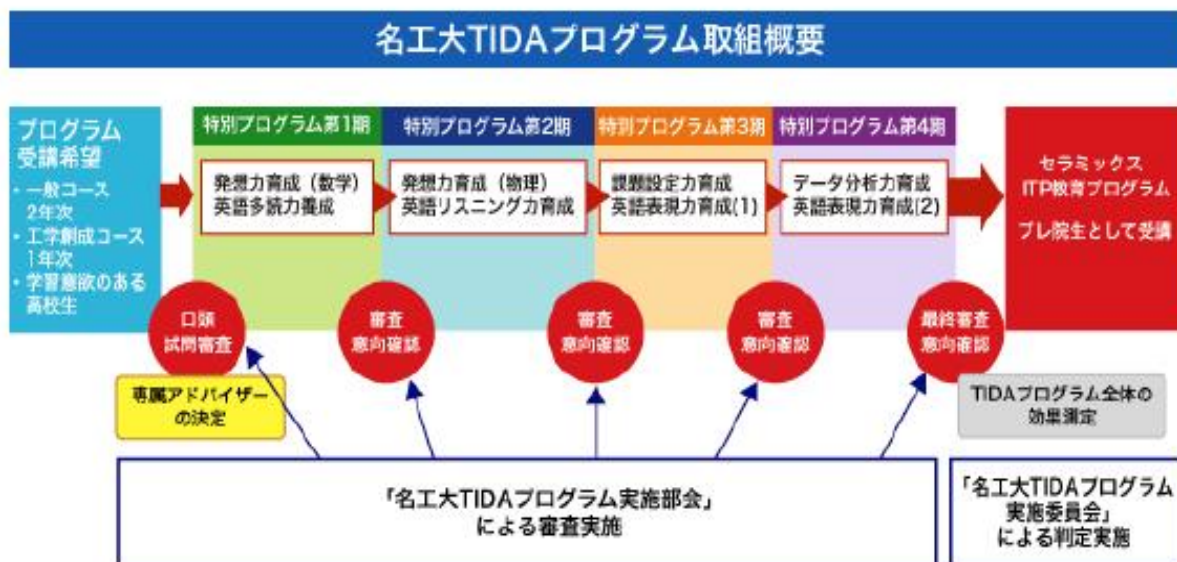 名工大TIDAプログラム取組概要
プログラム
受講希望
・一般コース
2年次
・工学創成コース
1年次
・学習意欲のある
高校生
特別プログラム第1期
特別プログラム第2期
特別プログラム第3期
特別プログラム第4期
発想力育成（数学）
英語多読力養成
発想力育成（物理）
英語リスニング力育成
課題設定力育成
英語表現力育成(1)
データ分析力育成
英語表現力育成(2)
セラミックス
ITP教育プログラム
プレ院生として受講
口頭
試問審査
審査
意向確認
審査
意向確認
審査
意向確認
最終審査
意向確認
専属アドバイザー
の決定
TIDAプログラム全体の
効果測定
「名工大TIDAプログラム実施部会」
による審査実施
「名工大TIDAプログラム
実施委員会」
による判定実施